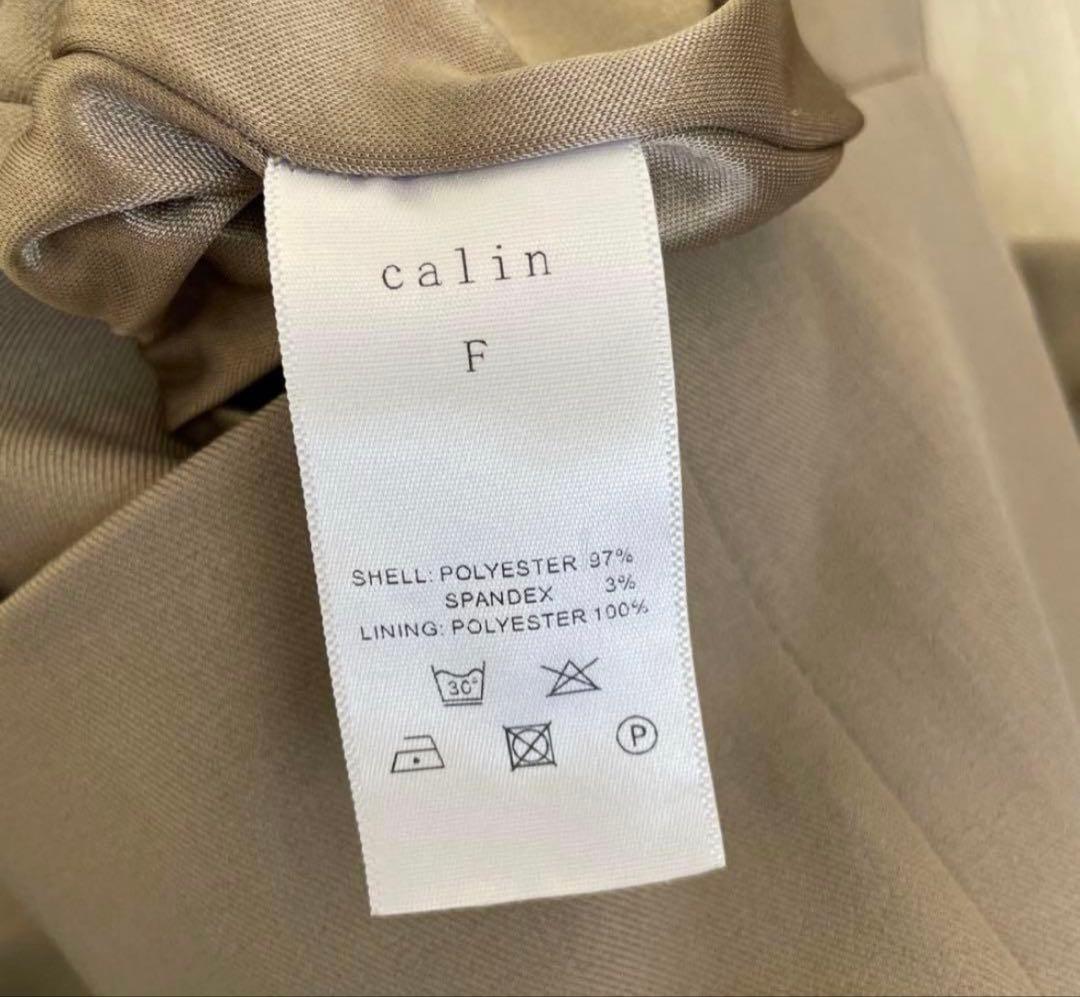 calin
F
SHELL: POLYESTER 97%
SPANDEX 3%
LINING: POLYESTER 100%
30°
P